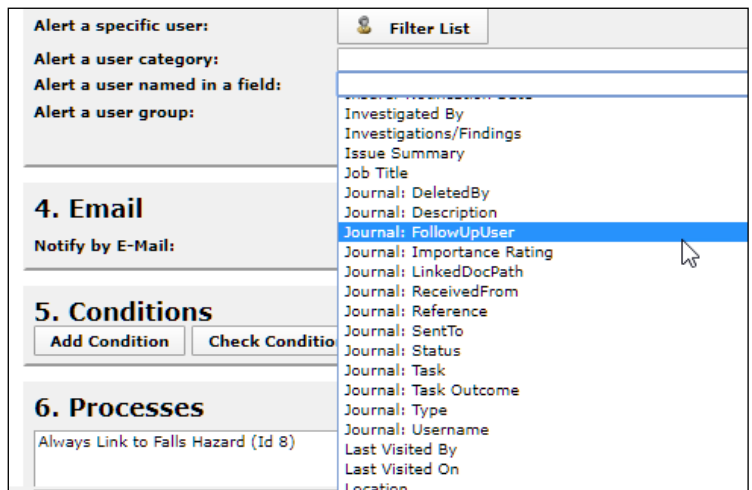 Alert a specific user:
Filter List
Alert a user category:
Alert a user named in a field:
Alert a user group:
Investigated By
Investigations/Findings
Issue Summary
Job Title
Journal: DeletedBy
Journal: Description
Journal: FollowUpUser
Journal: Importance Rating
Journal: LinkedDocPath
Journal: ReceivedFrom
Journal: Reference
Journal: SentTo
Journal: Status
Journal: Task
Journal: Task Outcome
Journal: Type
Journal: Username
Last Visited By
Last Visited On
Location
4. Email
Notify by E-Mail:
5. Conditions
Add Condition
Check Conditio
6. Processes
Always Link to Falls Hazard (Id 8)